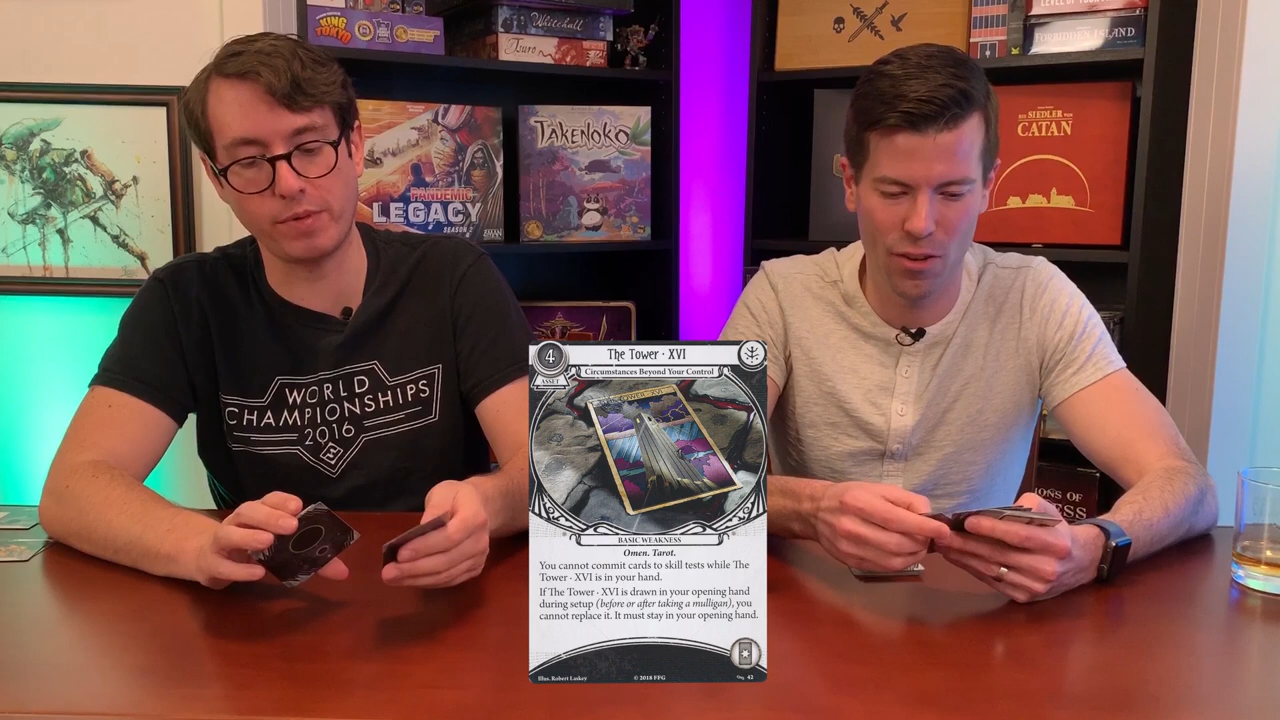 KING
TOKYO
Whitehall
Tsuro
FORBIDDEN ISLAND
PANDEMIC
LEGACY
SEASON 2
TAKENOKO
DIE SIEDLER VON
CATAN
WORLD
CHAMPIONSHIPS
2016
4
The Tower · XVI
ASSET
Circumstances Beyond Your Control
BASIC WEAKNESS
Omen. Tarot.
You cannot commit cards to skill tests while The
Tower · XVI is in your hand.
If The Tower · XVI is drawn in your opening hand
during setup (before or after taking a mulligan), you
cannot replace it. It must stay in your opening hand.
Illus. Robert Laskey
© 2018 FFG
42